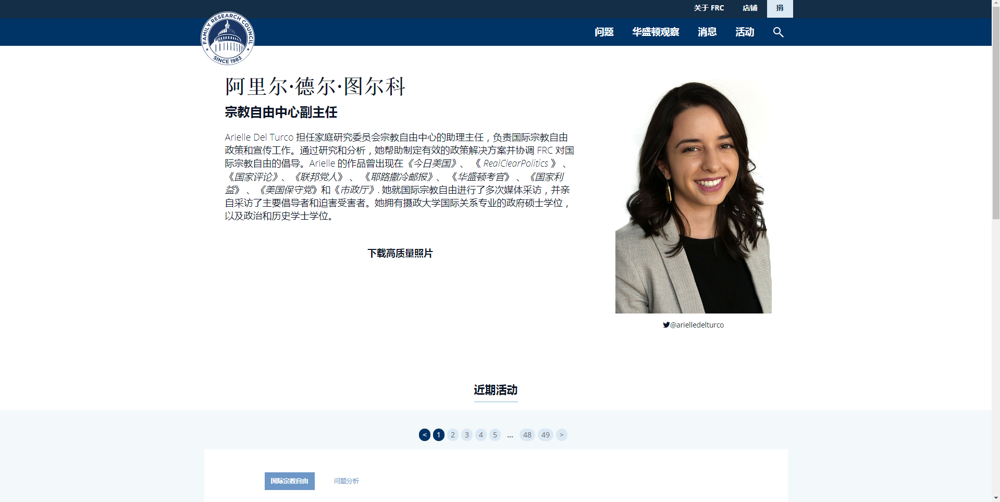 关于 FRC 店铺 捐
FAMILY RESEARCH COUNCIL
SINCE 1983
问题 华盛顿观察 消息 活动
阿里尔·德尔·图尔科
宗教自由中心副主任
Arielle Del Turco 担任家庭研究委员会宗教自由中心的助理主任，负责国际宗教自由
政策和宣传工作。通过研究和分析，她帮助制定有效的政策解决方案并协调 FRC 对国
际宗教自由的倡导。Arielle 的作品曾出现在《今日美国》、 《 RealClearPolitics 》 、
《国家评论》、《联邦党人》 、 《耶路撒冷邮报》、 《华盛顿考官》 、《国家利
益》 、 《美国保守党》和《市政厅》. 她就国际宗教自由进行了多次媒体采访，并亲
自采访了主要倡导者和迫害受害者。她拥有摄政大学国际关系专业的政府硕士学位，
以及政治和历史学士学位。
下载高质量照片
@arielledelturco
近期活动
< 1 2 3 4 5 ... 48 49 >
国际宗教自由 问题分析